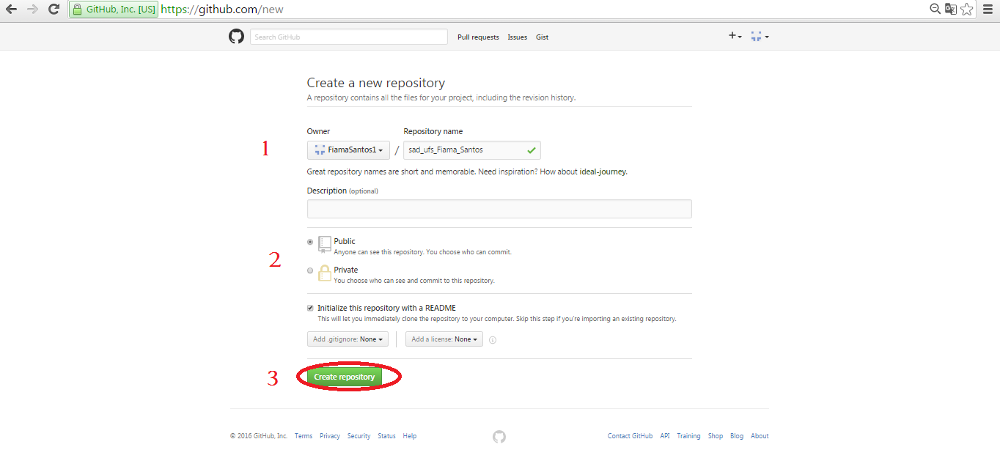 GitHub, Inc. [US] https://github.com/new
Search GitHub Pull requests Issues Gist
Create a new repository
A repository contains all the files for your project, including the revision history.
Owner Repository name
1 FiamaSantos1 / sad_ufs_Fiama_Santos
Great repository names are short and memorable. Need inspiration? How about ideal-journey.
Description (optional)
Public
Anyone can see this repository. You choose who can commit.
2
Private
You choose who can see and commit to this repository.
Initialize this repository with a README
This will let you immediately clone the repository to your computer. Skip this step if you're importing an existing repository.
Add .gitignore: None Add a license: None
3 Create repository
© 2016 GitHub, Inc. Terms Privacy Security Status Help Contact GitHub API Training Shop Blog About